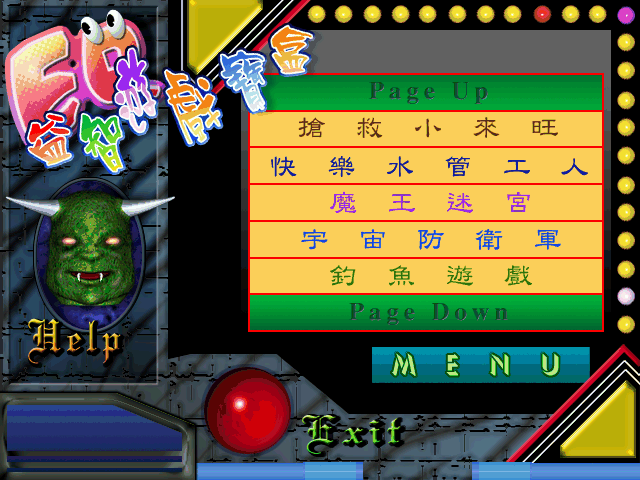 E.Q.
益智遊戲寶盒
Page Up
搶救小來旺
快樂水管工人
魔王迷宮
宇宙防衛軍
釣魚遊戲
Page Down
Help
MENU
Exit